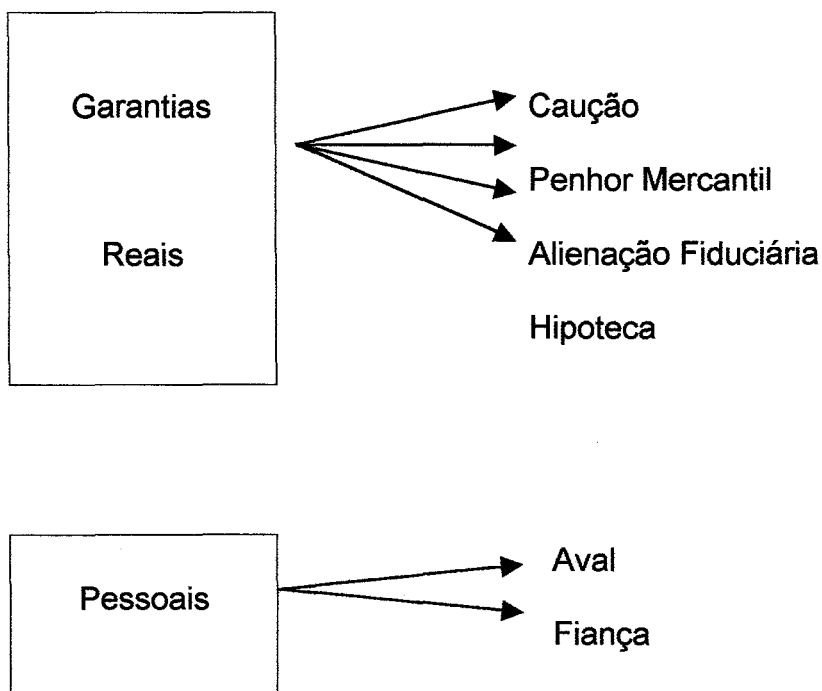 Garantias
Reais
Caução
Penhor Mercantil
Alienação Fiduciária
Hipoteca
Pessoais
Aval
Fiança